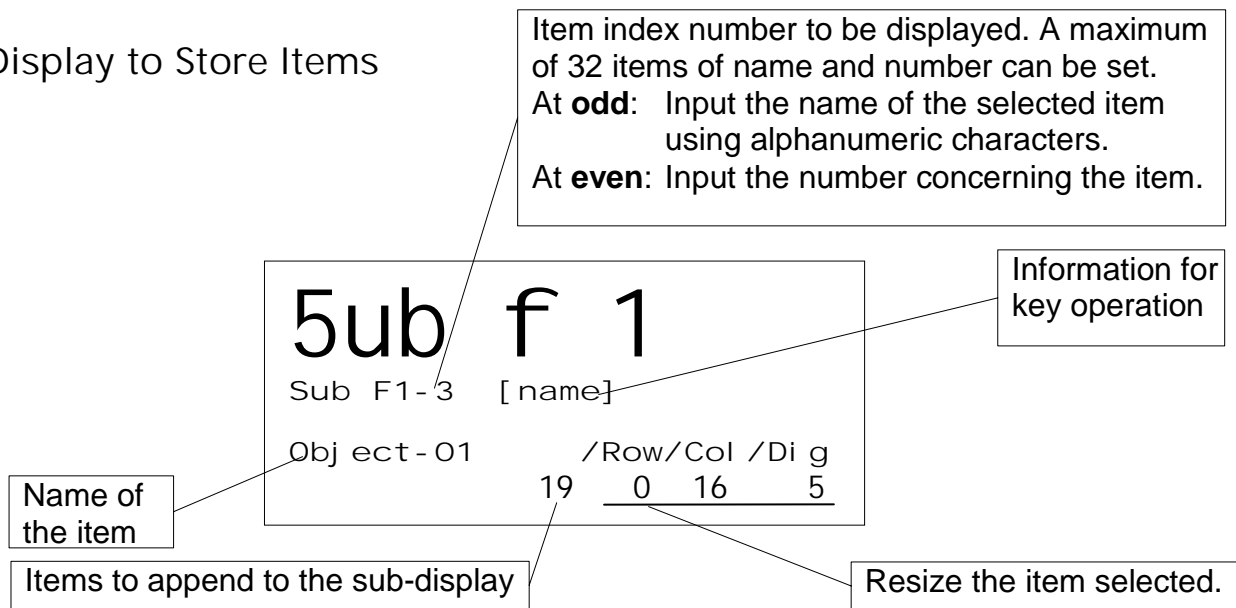 Display to Store Items
Item index number to be displayed. A maximum
of 32 items of name and number can be set.
At odd: Input the name of the selected item
using alphanumeric characters.
At even: Input the number concerning the item.
Information for
key operation
5ub f 1
Sub F1-3 [name]
Object-01 /Row/Col/Dig
19 0 16 5
Name of
the item
Items to append to the sub-display
Resize the item selected.